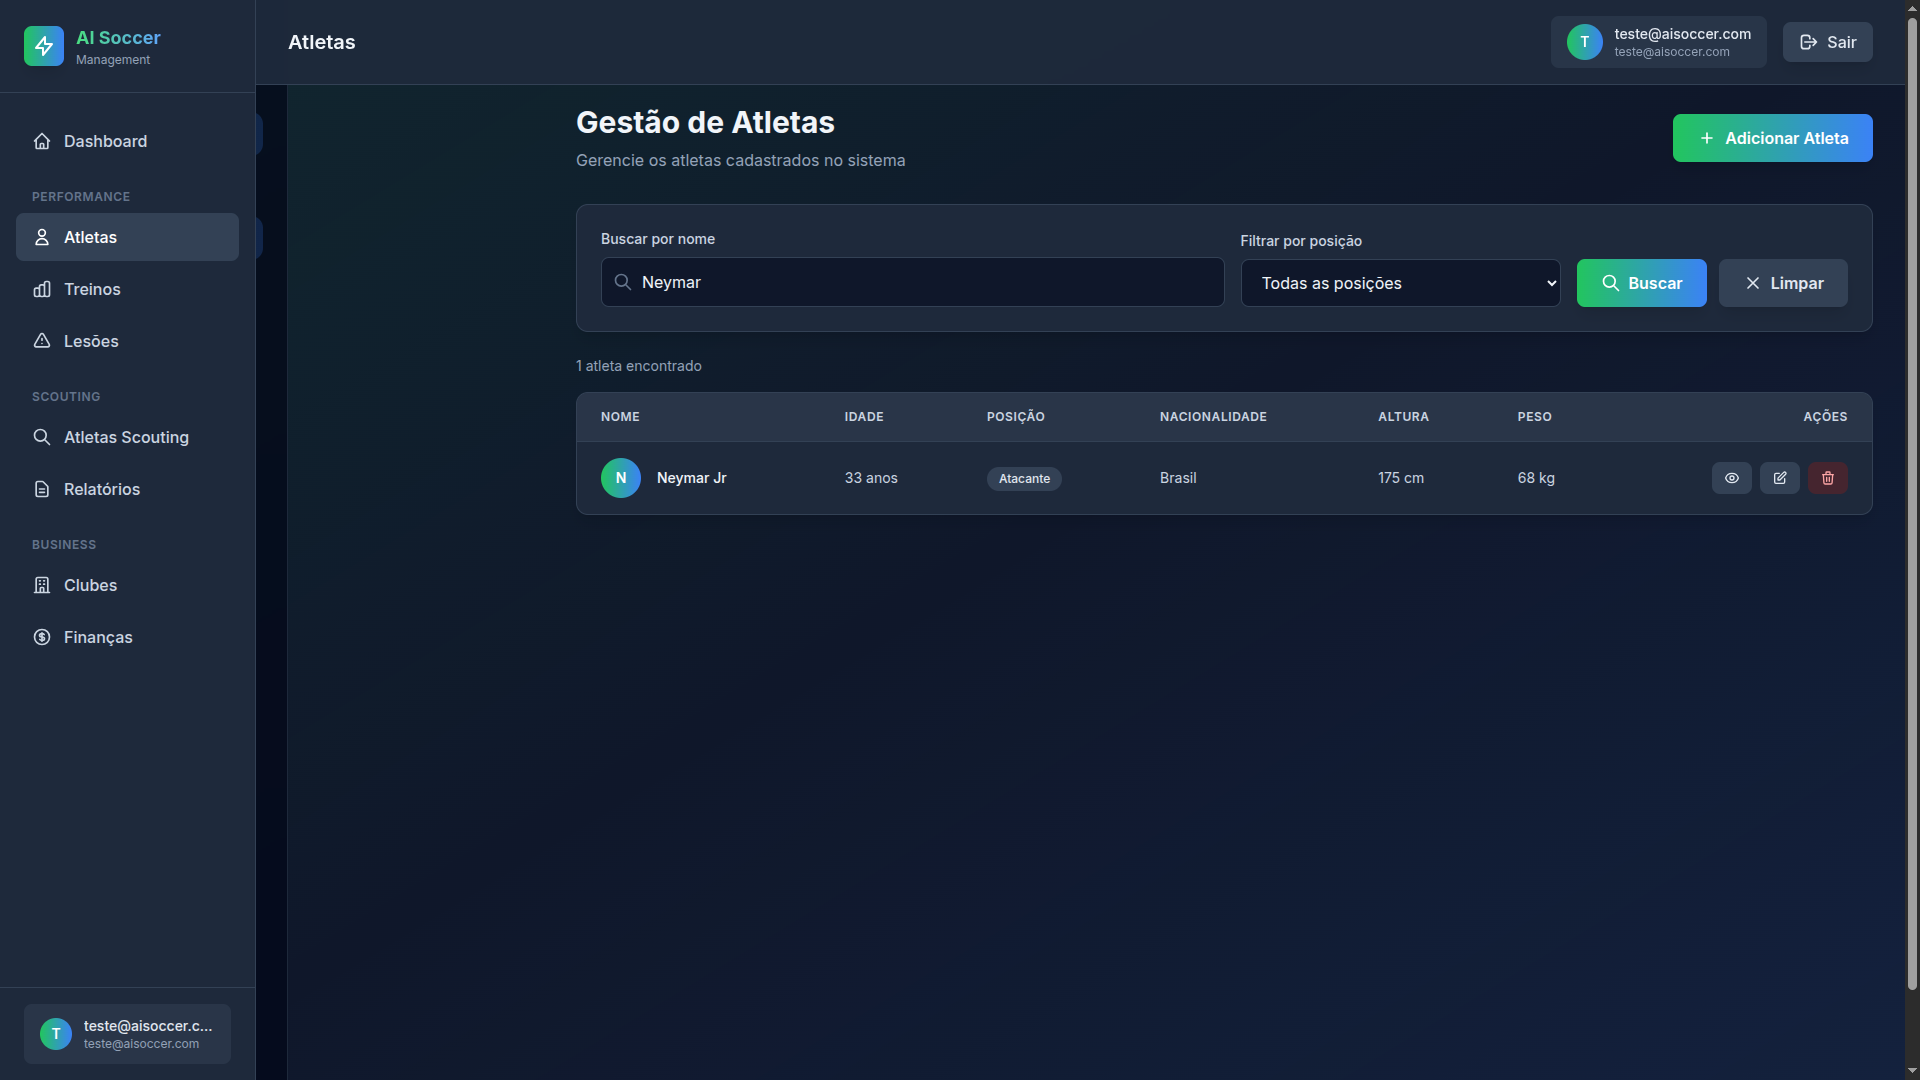 AI Soccer
Management
Dashboard
PERFORMANCE
Atletas
Treinos
Lesões
SCOUTING
Atletas Scouting
Relatórios
BUSINESS
Clubes
Finanças
T
teste@aisoccer.c...
teste@aisoccer.com
Atletas
T
teste@aisoccer.com
teste@aisoccer.com
Sair
Gestão de Atletas
Gerencie os atletas cadastrados no sistema
Adicionar Atleta
Buscar por nome
Neymar
Filtrar por posição
Todas as posições
Buscar
Limpar
1 atleta encontrado
NOME IDADE POSIÇÃO NACIONALIDADE ALTURA PESO AÇÕES
N Neymar Jr 33 anos Atacante Brasil 175 cm 68 kg